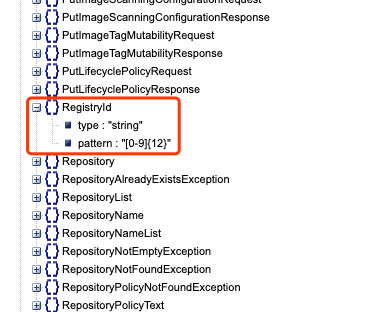 PutImageScanningConfigurationRequest
PutImageScanningConfigurationResponse
PutImageTagMutabilityRequest
PutImageTagMutabilityResponse
PutLifecyclePolicyRequest
PutLifecyclePolicyResponse
RegistryId
type : "string"
pattern : "[0-9]{12}"
Repository
RepositoryAlreadyExistsException
RepositoryList
RepositoryName
RepositoryNameList
RepositoryNotEmptyException
RepositoryNotFoundException
RepositoryPolicyNotFoundException
RepositoryPolicyText